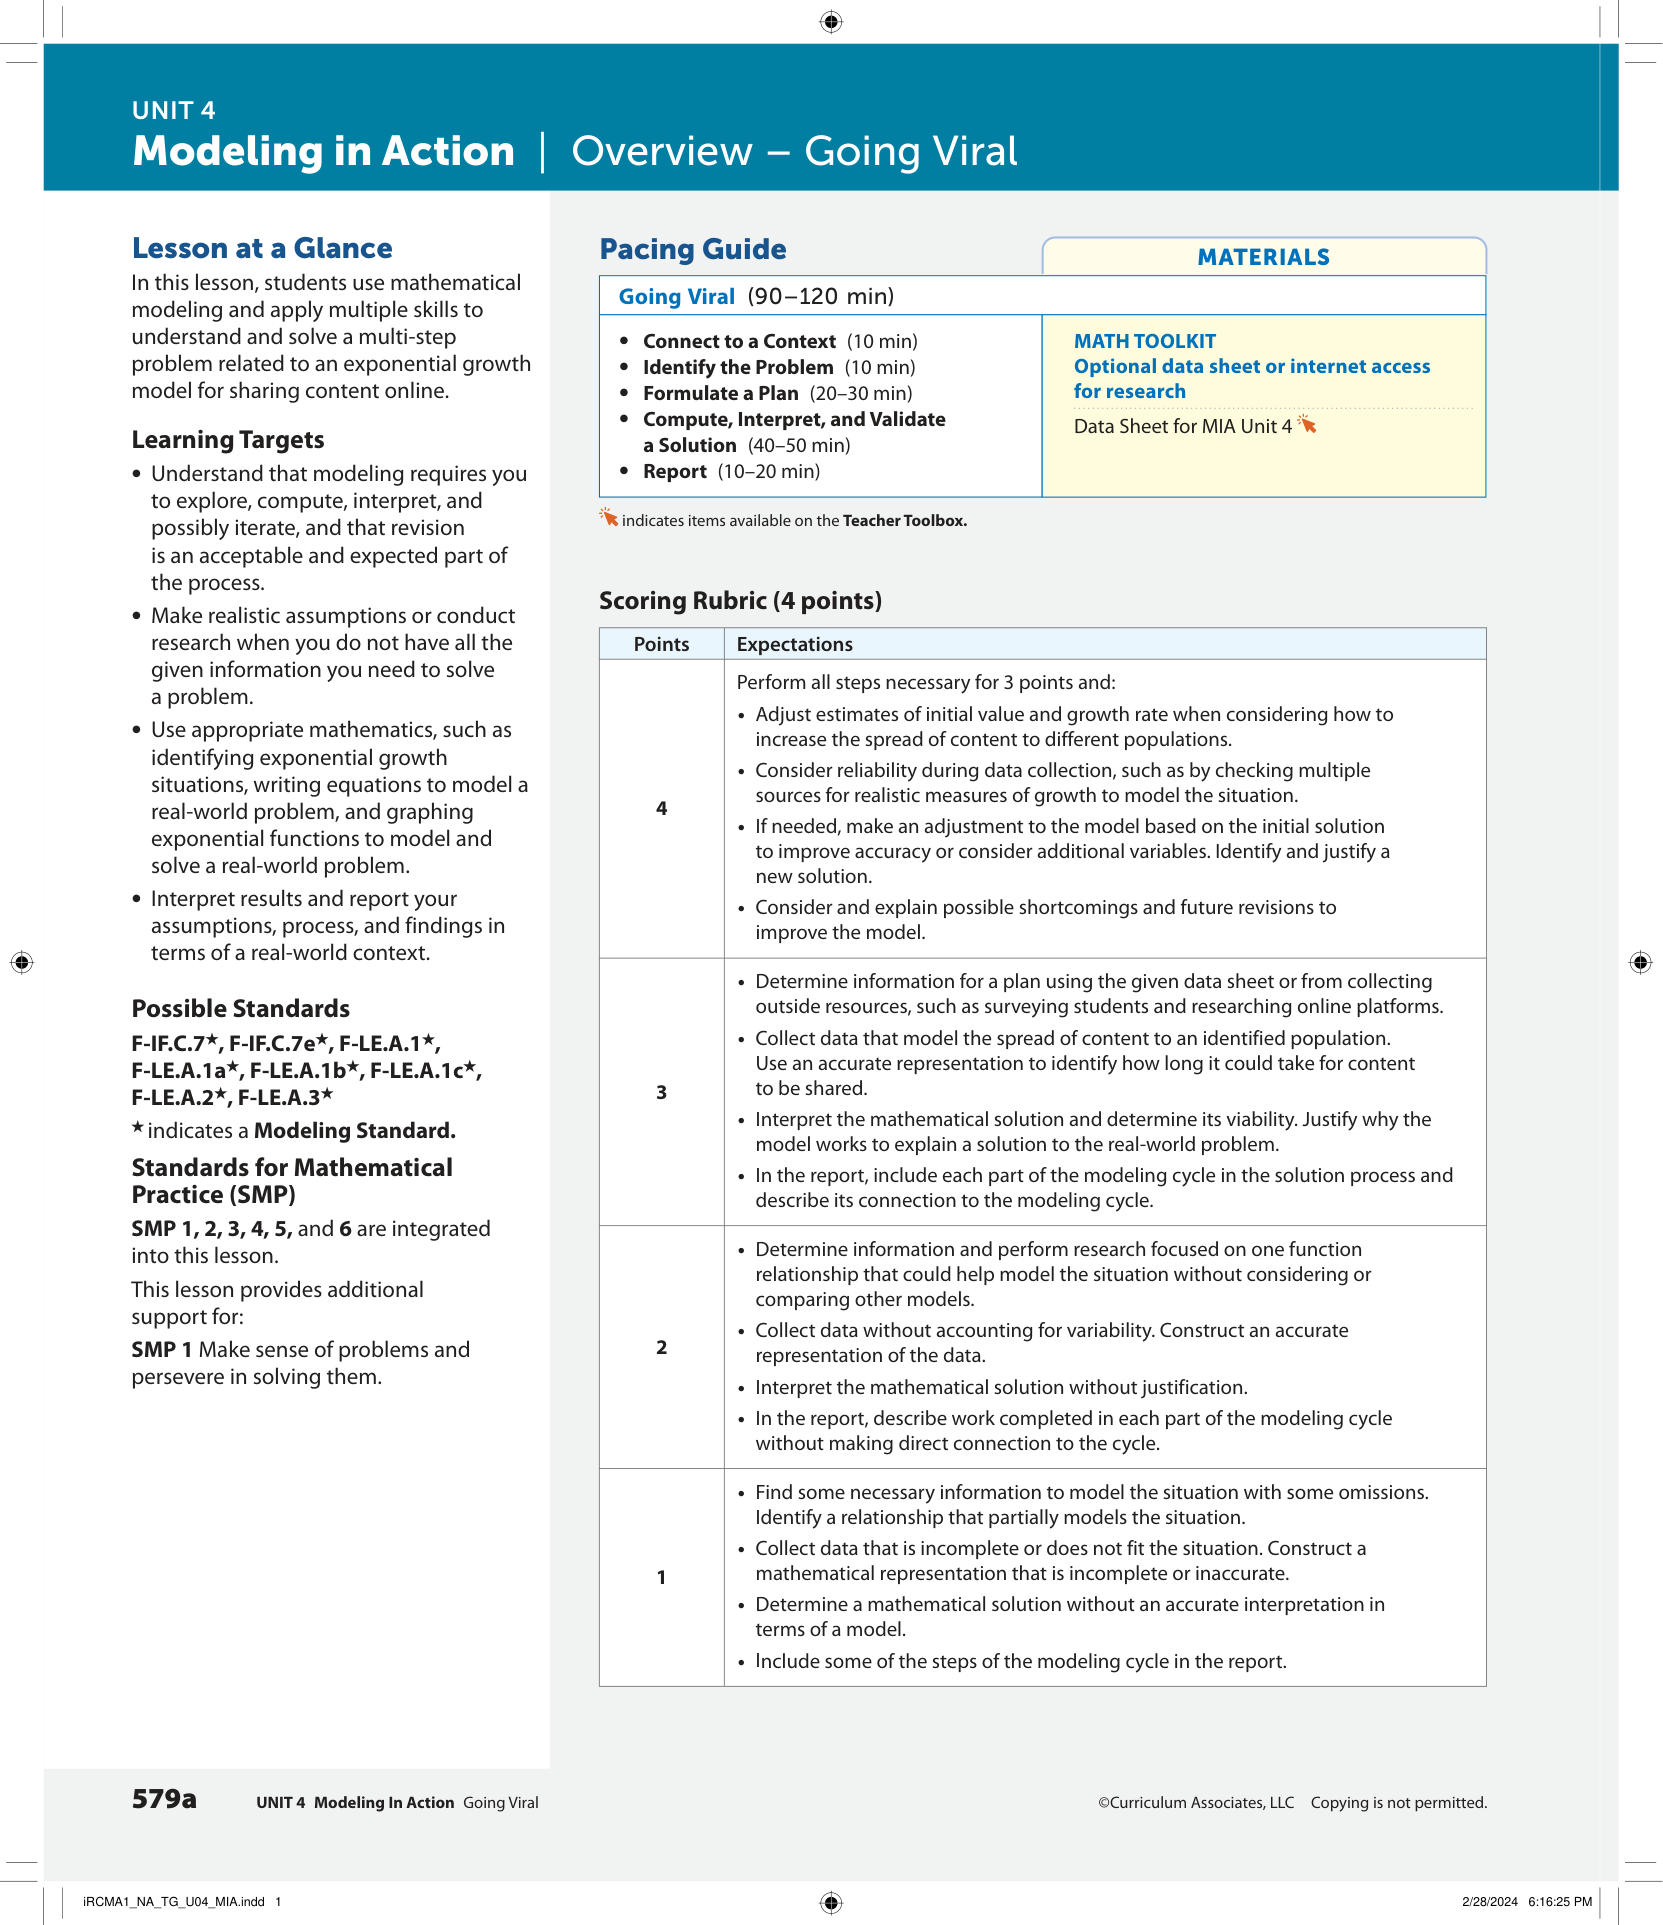 UNIT 4
Modeling in Action | Overview – Going Viral
Lesson at a Glance
In this lesson, students use mathematical
modeling and apply multiple skills to
understand and solve a multi-step
problem related to an exponential growth
model for sharing content online.
Learning Targets
• Understand that modeling requires you
to explore, compute, interpret, and
possibly iterate, and that revision
is an acceptable and expected part of
the process.
• Make realistic assumptions or conduct
research when you do not have all the
given information you need to solve
a problem.
• Use appropriate mathematics, such as
identifying exponential growth
situations, writing equations to model a
real-world problem, and graphing
exponential functions to model and
solve a real-world problem.
• Interpret results and report your
assumptions, process, and findings in
terms of a real-world context.
Possible Standards
F-IF.C.7★, F-IF.C.7e★, F-LE.A.1★,
F-LE.A.1a★, F-LE.A.1b★, F-LE.A.1c★,
F-LE.A.2★, F-LE.A.3★
★ indicates a Modeling Standard.
Standards for Mathematical
Practice (SMP)
SMP 1, 2, 3, 4, 5, and 6 are integrated
into this lesson.
This lesson provides additional
support for:
SMP 1 Make sense of problems and
persevere in solving them.
Pacing Guide
MATERIALS
Going Viral (90–120 min)
• Connect to a Context (10 min)
• Identify the Problem (10 min)
• Formulate a Plan (20–30 min)
• Compute, Interpret, and Validate
a Solution (40–50 min)
• Report (10–20 min)
MATH TOOLKIT
Optional data sheet or internet access
for research
Data Sheet for MIA Unit 4
indicates items available on the Teacher Toolbox.
Scoring Rubric (4 points)
Points Expectations
4
Perform all steps necessary for 3 points and:
• Adjust estimates of initial value and growth rate when considering how to
increase the spread of content to different populations.
• Consider reliability during data collection, such as by checking multiple
sources for realistic measures of growth to model the situation.
• If needed, make an adjustment to the model based on the initial solution
to improve accuracy or consider additional variables. Identify and justify a
new solution.
• Consider and explain possible shortcomings and future revisions to
improve the model.
3
• Determine information for a plan using the given data sheet or from collecting
outside resources, such as surveying students and researching online platforms.
• Collect data that model the spread of content to an identified population.
Use an accurate representation to identify how long it could take for content
to be shared.
• Interpret the mathematical solution and determine its viability. Justify why the
model works to explain a solution to the real-world problem.
• In the report, include each part of the modeling cycle in the solution process and
describe its connection to the modeling cycle.
2
• Determine information and perform research focused on one function
relationship that could help model the situation without considering or
comparing other models.
• Collect data without accounting for variability. Construct an accurate
representation of the data.
• Interpret the mathematical solution without justification.
• In the report, describe work completed in each part of the modeling cycle
without making direct connection to the cycle.
1
• Find some necessary information to model the situation with some omissions.
Identify a relationship that partially models the situation.
• Collect data that is incomplete or does not fit the situation. Construct a
mathematical representation that is incomplete or inaccurate.
• Determine a mathematical solution without an accurate interpretation in
terms of a model.
• Include some of the steps of the modeling cycle in the report.
579a UNIT 4 Modeling In Action Going Viral
©Curriculum Associates, LLC Copying is not permitted.
iRCMA1_NA_TG_U04_MIA.indd 1
2/28/2024 6:16:25 PM